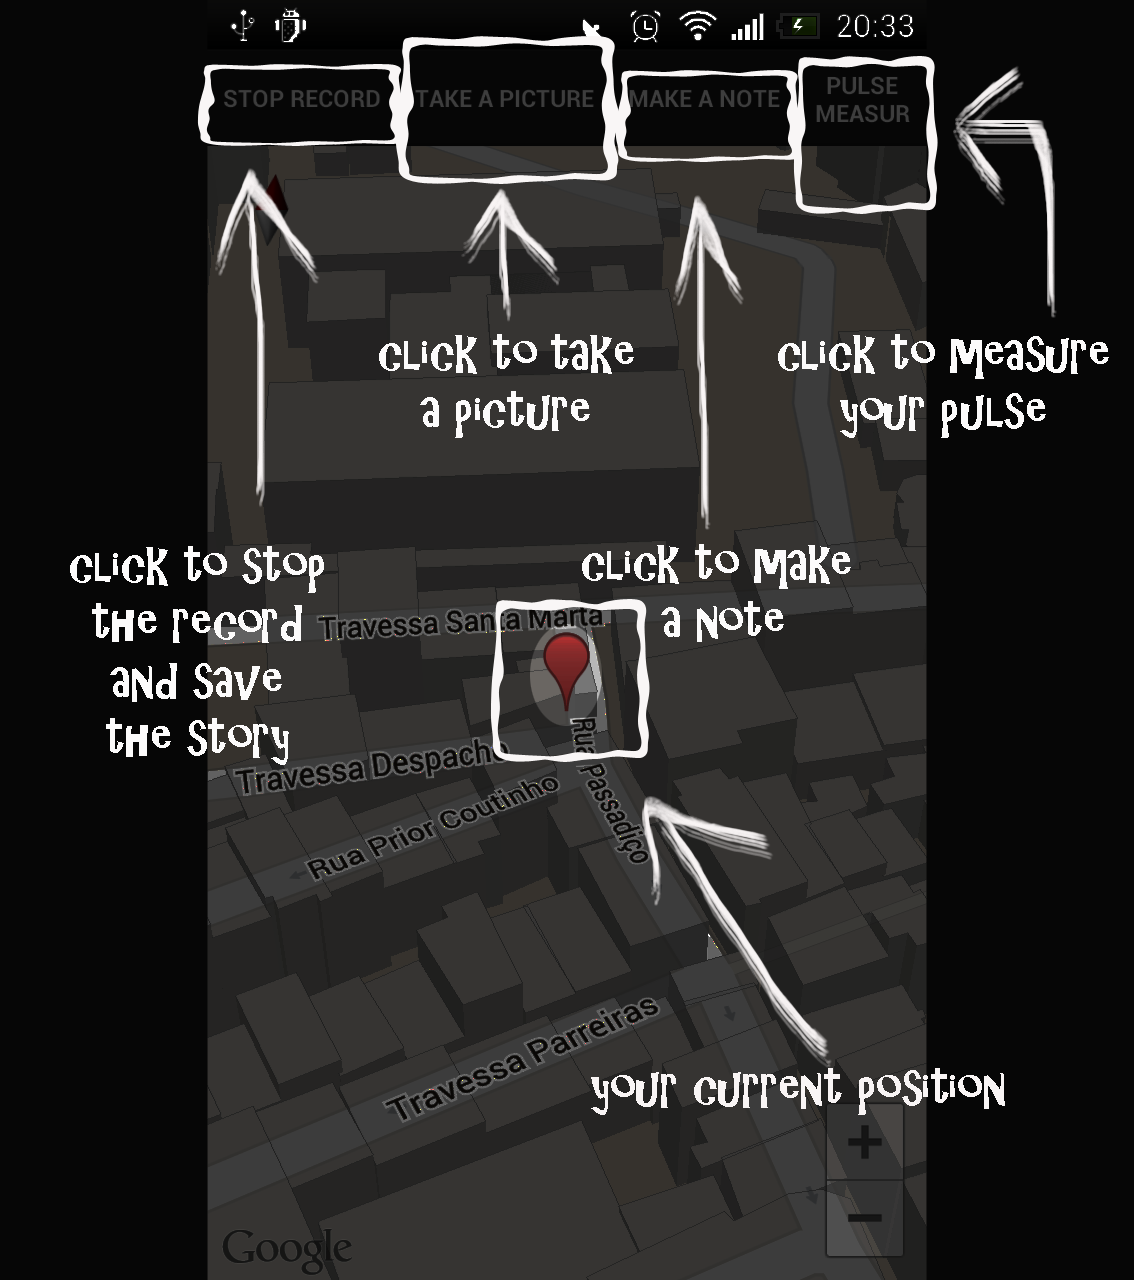 20:33
STOP RECORD
TAKE A PICTURE
MAKE A NOTE
PULSE
MEASUR
click to take
a picture
click to measure
your pulse
click to stop
the record
and save
the story
click to make
a note
Travessa Santa Marta
Travessa Despacho
Rua Prior Coutinho
Rua Passadiço
Travessa Parreiras
your current position
+
−
Google